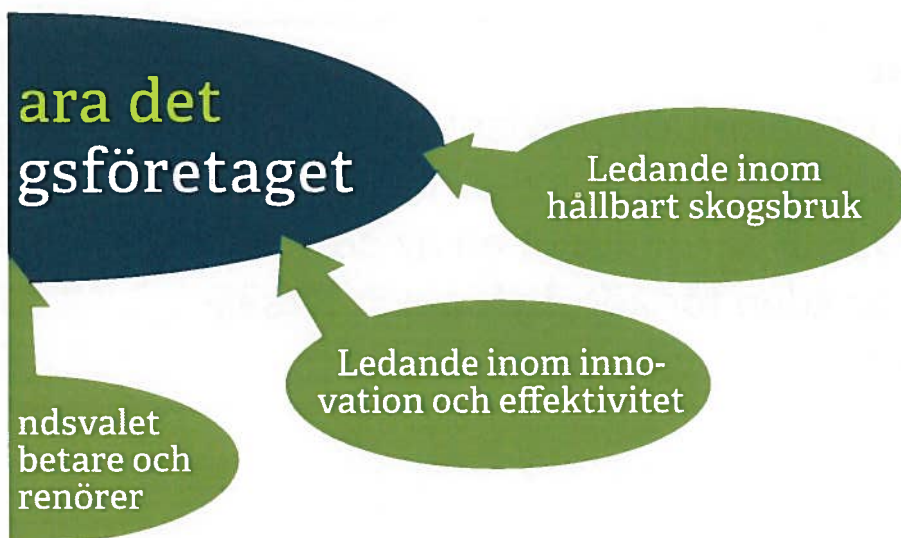 ara det
gsföretaget
Ledande inom
hållbart skogsbruk
Ledande inom inno-
vation och effektivitet
ndsvalet
betare och
renörer